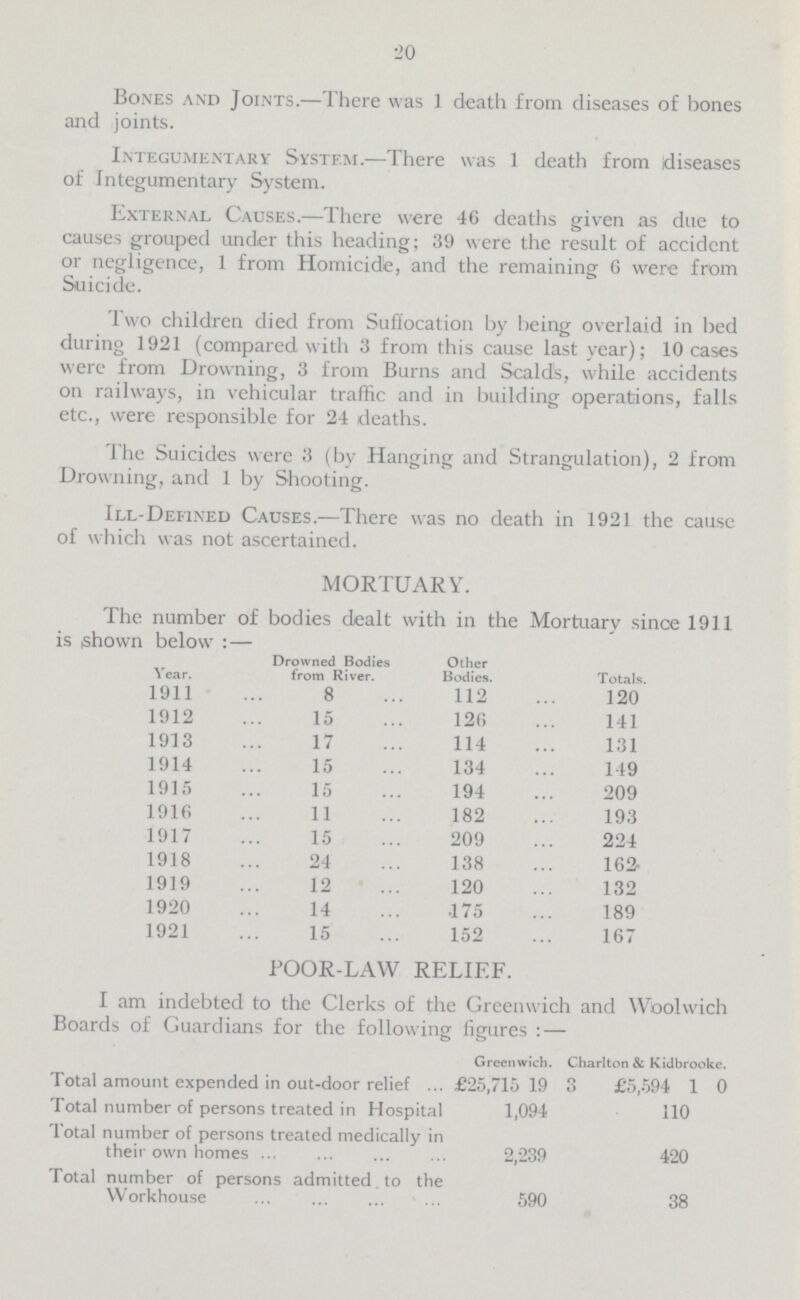 20
BONES AND JOINTS.—There was 1 death from diseases of bones
and joints.
INTEGUMENTARY SYSTEM.—There was 1 death from diseases
of Integumentary System.
EXTERNAL CAUSES.—There were 46 deaths given as due to
causes grouped under this heading; 39 were the result of accident
or negligence, 1 from Homicide, and the remaining 6 were from
Suicide.
Two children died from Suffocation by being overlaid in bed
during 1921 (compared with 3 from this cause last year); 10 cases
were from Drowning, 3 from Burns and Scalds, while accidents
on railways, in vehicular traffic and in building operations, falls
etc., were responsible for 24 deaths.
The Suicides were 3 (by Hanging and Strangulation), 2 from
Drowning, and 1 by Shooting.
ILL-DEFINED CAUSES.—There was no death in 1921 the cause
of which was not ascertained.
MORTUARY.
The number of bodies dealt with in the Mortuary since 1911
is shown below :—
Year. Drowned Bodies from River. Other Bodies. Totals.
1911 ... 8 ... 112 ... 120
1912 ... 15 ... 126 ... 141
1913 ... 17 ... 114 ... 131
1914 ... 15 ... 134 ... 149
1915 ... 15 ... 194 ... 209
1916 ... 11 ... 182 ... 193
1917 ... 15 ... 209 ... 224
1918 ... 24 ... 138 ... 162
1919 ... 12 ... 120 ... 132
1920 ... 14 ... 175 ... 189
1921 ... 15 ... 152 ... 167
POOR-LAW RELIEF.
I am indebted to the Clerks of the Greenwich and Woolwich
Boards of Guardians for the following figures :—
Greenwich. Charlton & Kidbrooke.
Total amount expended in out-door relief ... £25,715 19 3 £5,594 1 0
Total number of persons treated in Hospital 1,094 110
Total number of persons treated medically in
their own homes ... ... ... ... 2,239 420
Total number of persons admitted to the
Workhouse ... ... ... ... 590 38